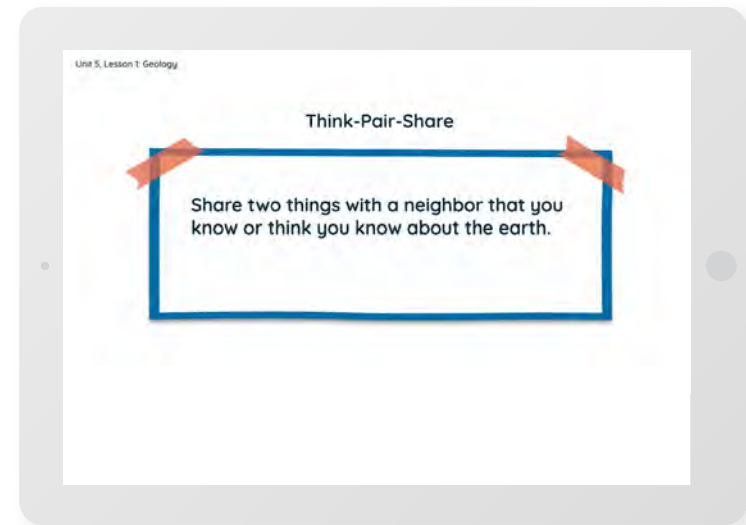 Unit 5, Lesson 1: Geology
Think-Pair-Share
Share two things with a neighbor that you
know or think you know about the earth.